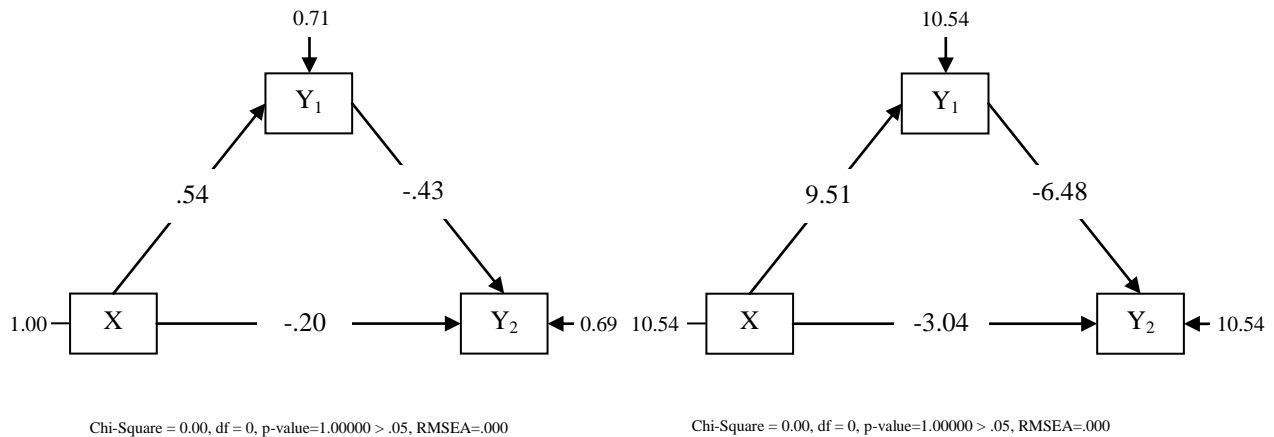 0.71
Y1
.54
-.43
1.00
X
-.20
Y2
0.69
Chi-Square = 0.00, df = 0, p-value=1.00000 > .05, RMSEA=.000
10.54
Y1
9.51
-6.48
10.54
X
-3.04
Y2
10.54
Chi-Square = 0.00, df = 0, p-value=1.00000 > .05, RMSEA=.000